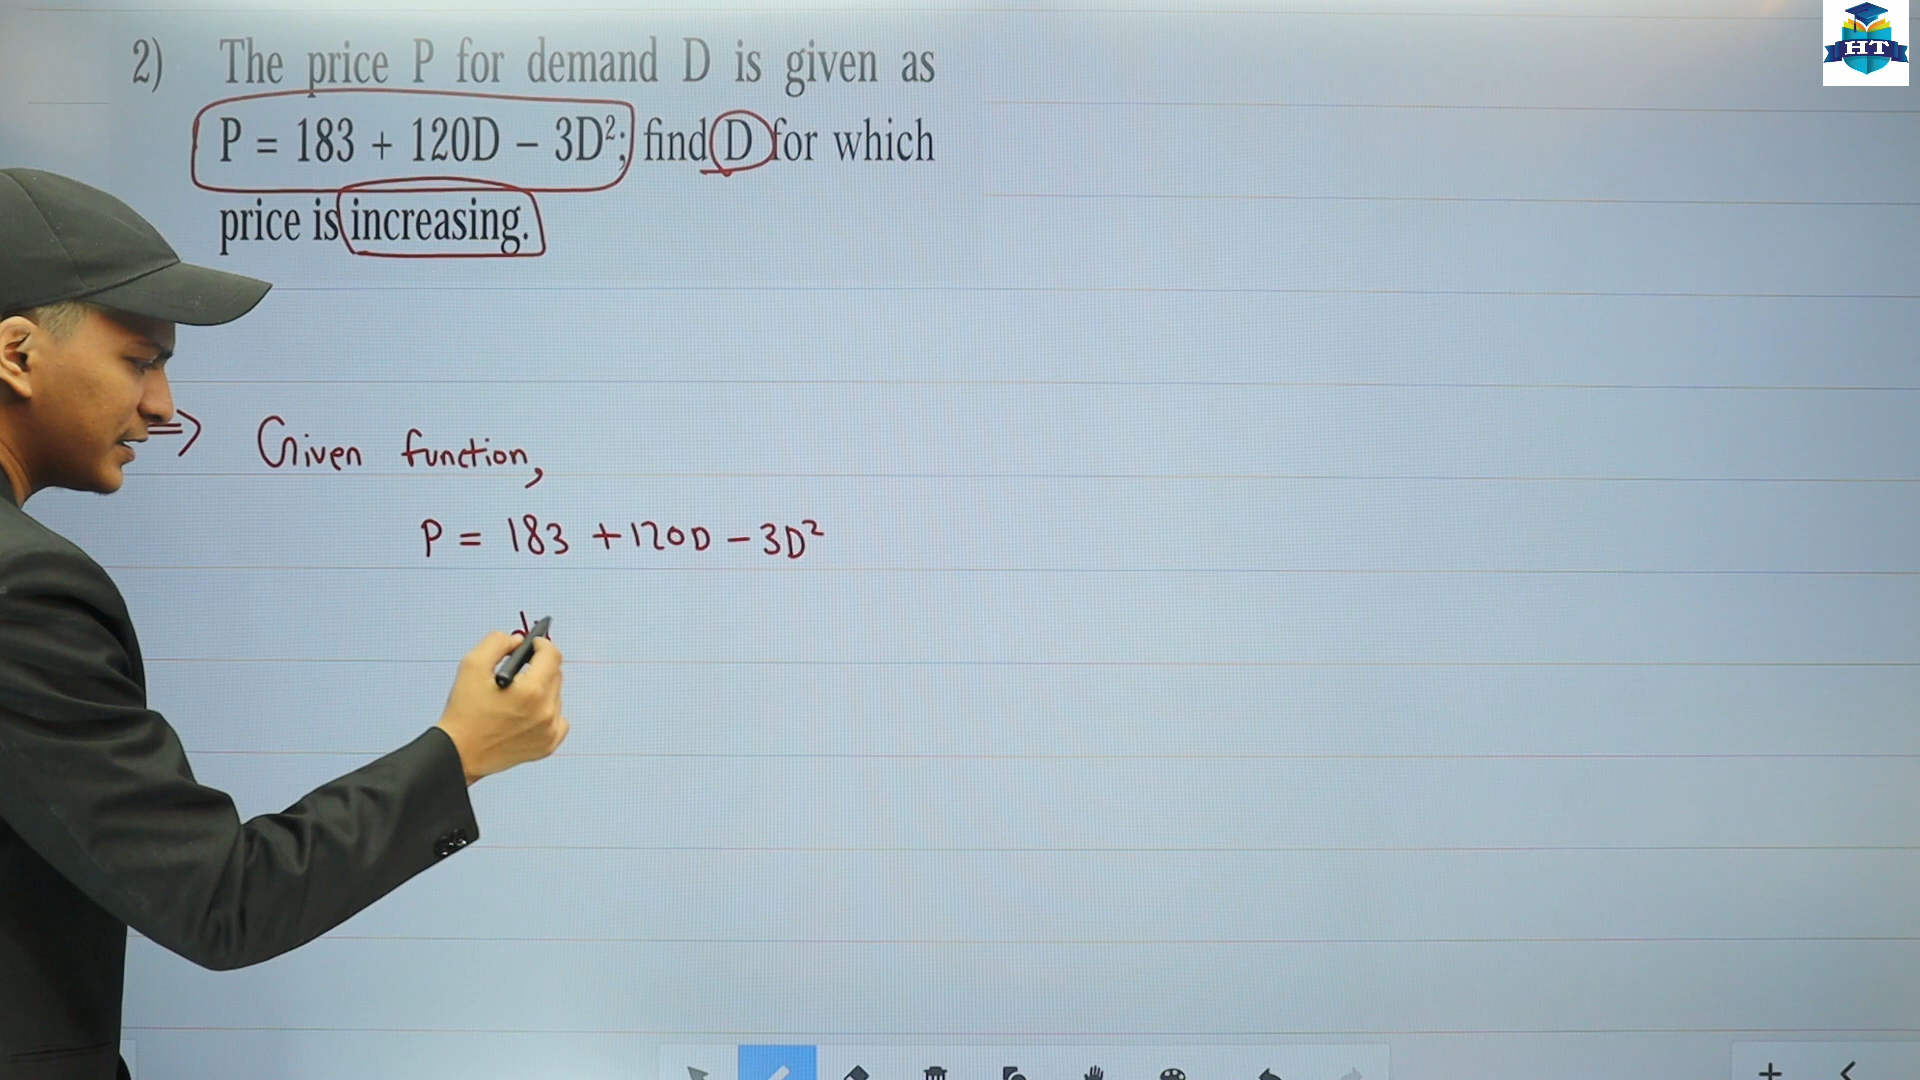 HT
2) The price P for demand D is given as
P = 183 + 120D – 3D²; find D for which
price is increasing.
⇒ Given function,
P = 183 + 120D – 3D²